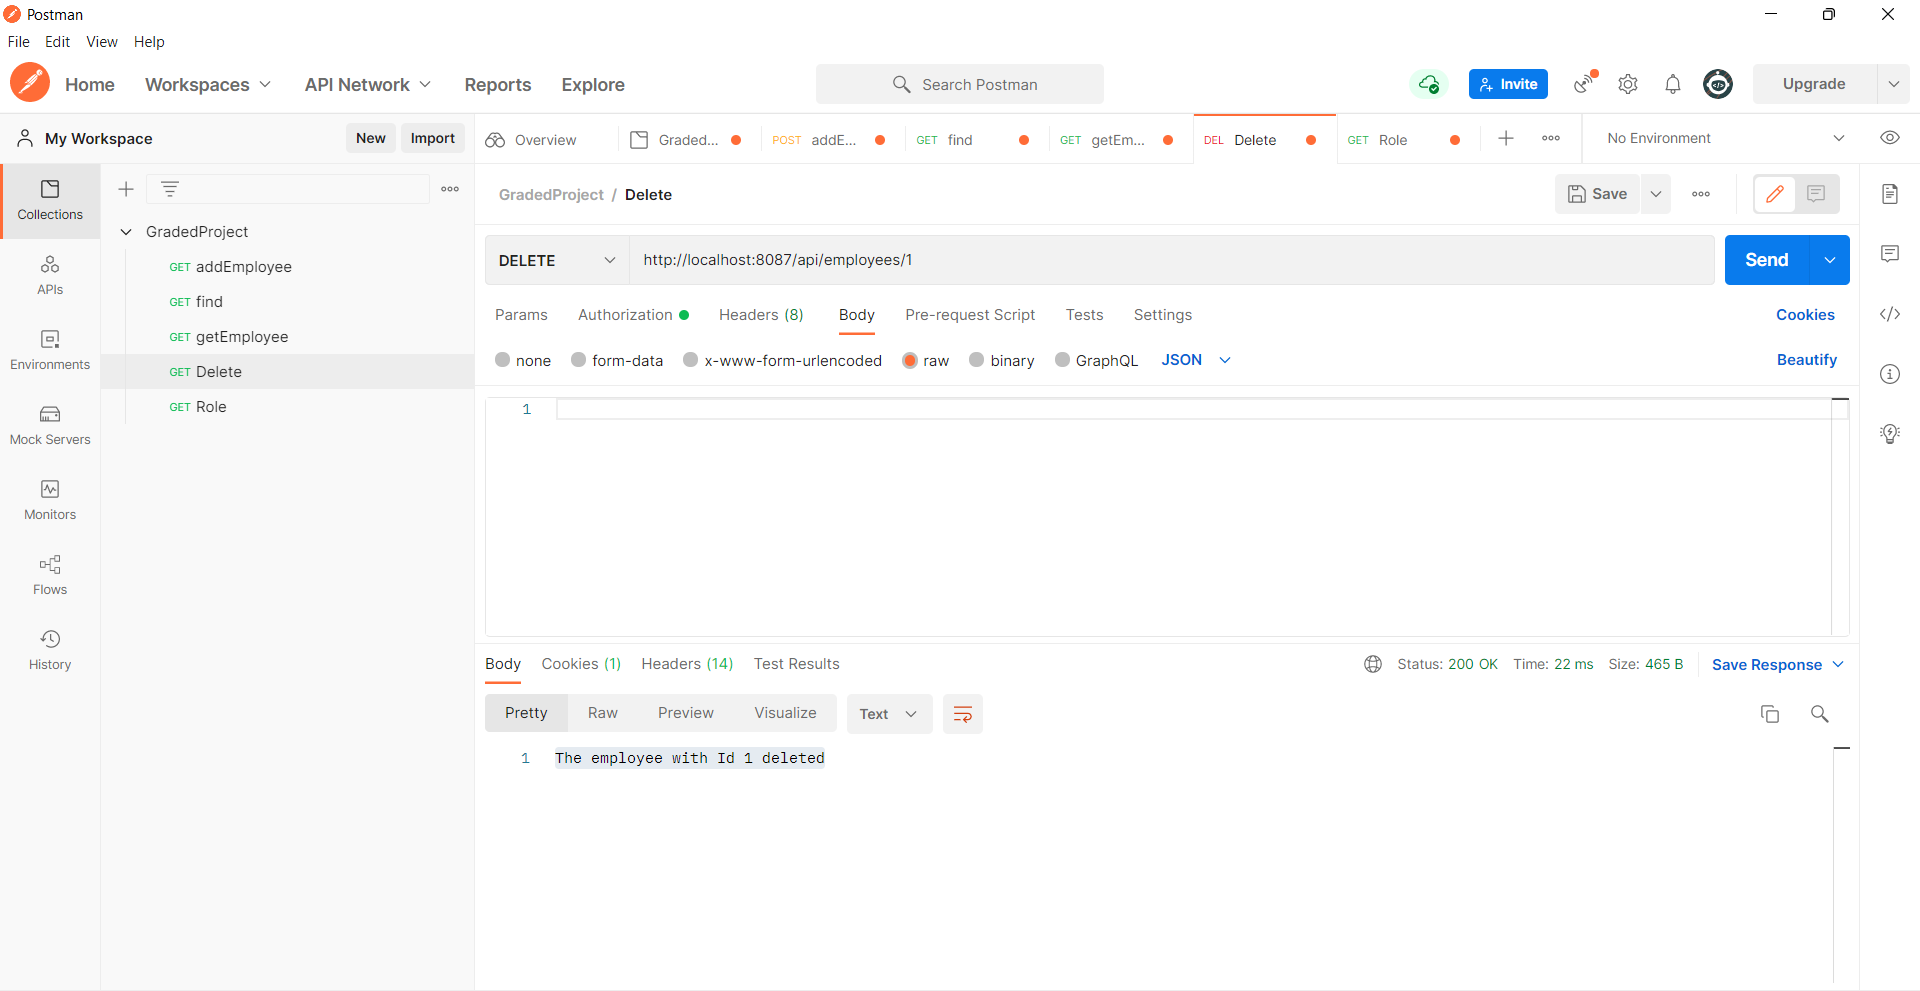 Postman
File Edit View Help
Home Workspaces API Network Reports Explore Search Postman Invite Upgrade
My Workspace New Import
Overview Graded... POST addE... GET find GET getEm... DEL Delete GET Role No Environment
Collections
APIs
Environments
Mock Servers
Monitors
Flows
History
GradedProject
GET addEmployee
GET find
GET getEmployee
GET Delete
GET Role
GradedProject / Delete Save
DELETE http://localhost:8087/api/employees/1 Send
Params Authorization Headers (8) Body Pre-request Script Tests Settings Cookies
none form-data x-www-form-urlencoded raw binary GraphQL JSON Beautify
1
Body Cookies (1) Headers (14) Test Results Status: 200 OK Time: 22 ms Size: 465 B Save Response
Pretty Raw Preview Visualize Text
1 The employee with Id 1 deleted